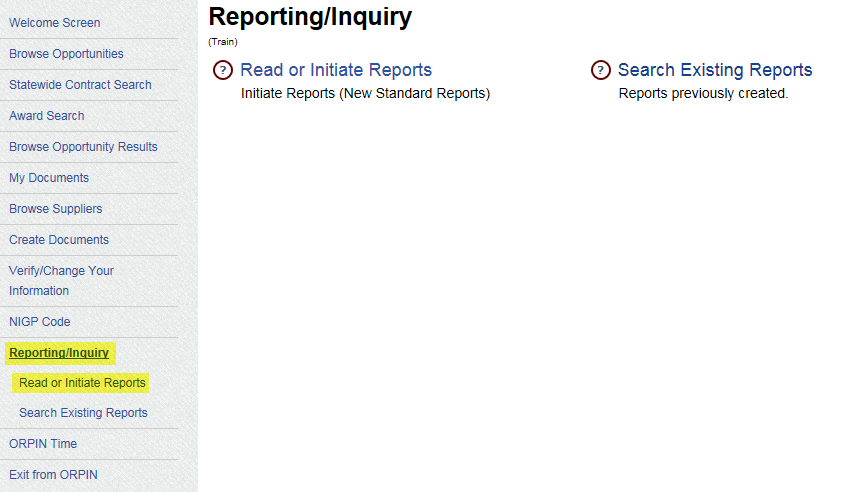 Welcome Screen
Browse Opportunities
Statewide Contract Search
Award Search
Browse Opportunity Results
My Documents
Browse Suppliers
Create Documents
Verify/Change Your
Information
NIGP Code
Reporting/Inquiry
Read or Initiate Reports
Search Existing Reports
ORPIN Time
Exit from ORPIN
Reporting/Inquiry
(Train)
? Read or Initiate Reports
Initiate Reports (New Standard Reports)
? Search Existing Reports
Reports previously created.